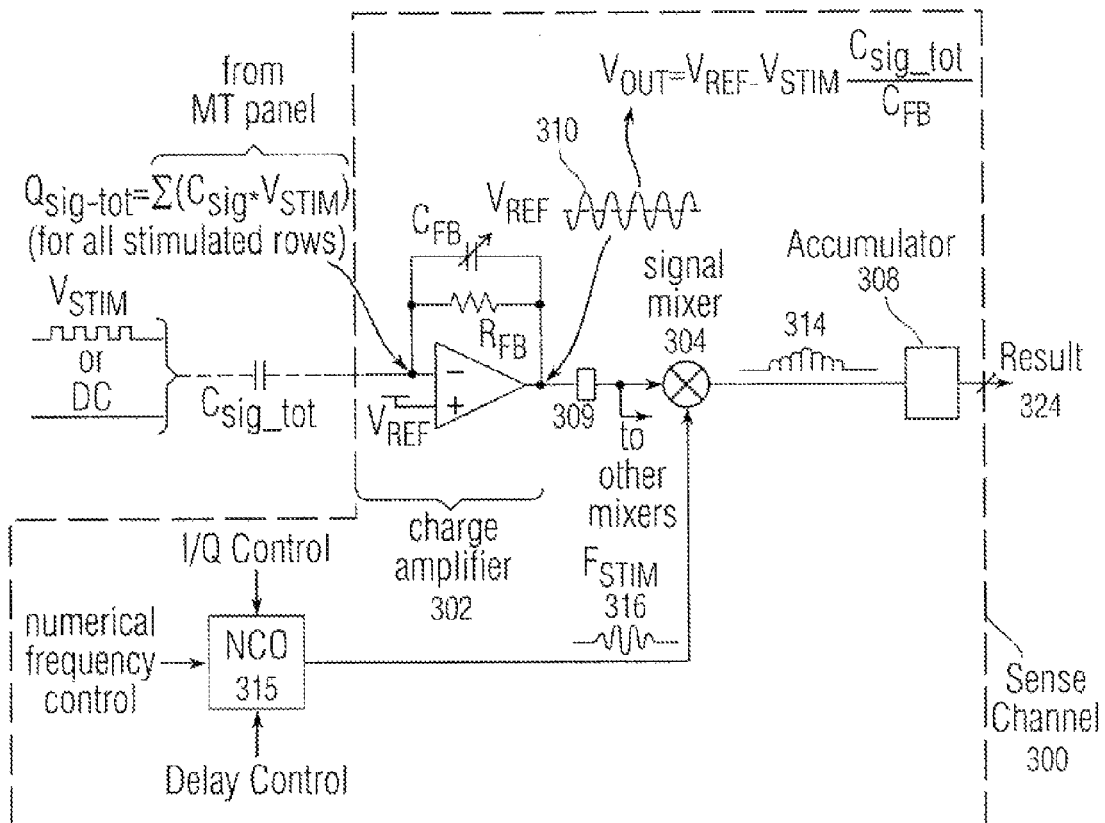 from
MT panel
Q_sig-tot=Σ(C_sig*V_STIM)
(for all stimulated rows)
V_OUT=V_REF-V_STIM C_sig_tot/C_FB
310
V_REF
C_FB
R_FB
V_STIM
or
DC
C_sig_tot
V_REF
−
+
309
signal
mixer
304
to
other
mixers
314
Accumulator
308
Result
324
charge
amplifier
302
F_STIM
316
I/Q Control
numerical
frequency
control
NCO
315
Delay Control
Sense
Channel
300